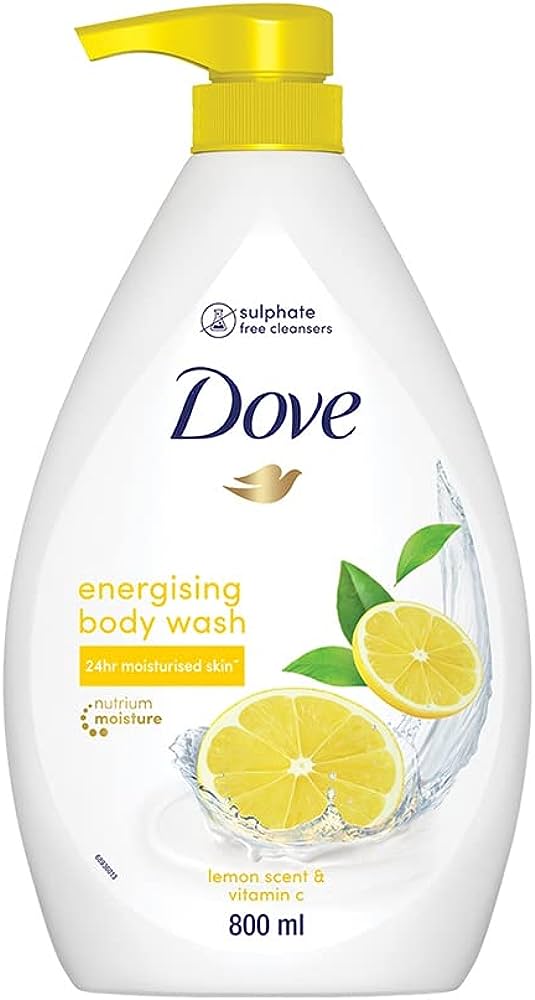 sulphate
free cleansers
Dove
energising
body wash
24hr moisturised skin
nutrium
moisture
lemon scent &
vitamin c
800 ml